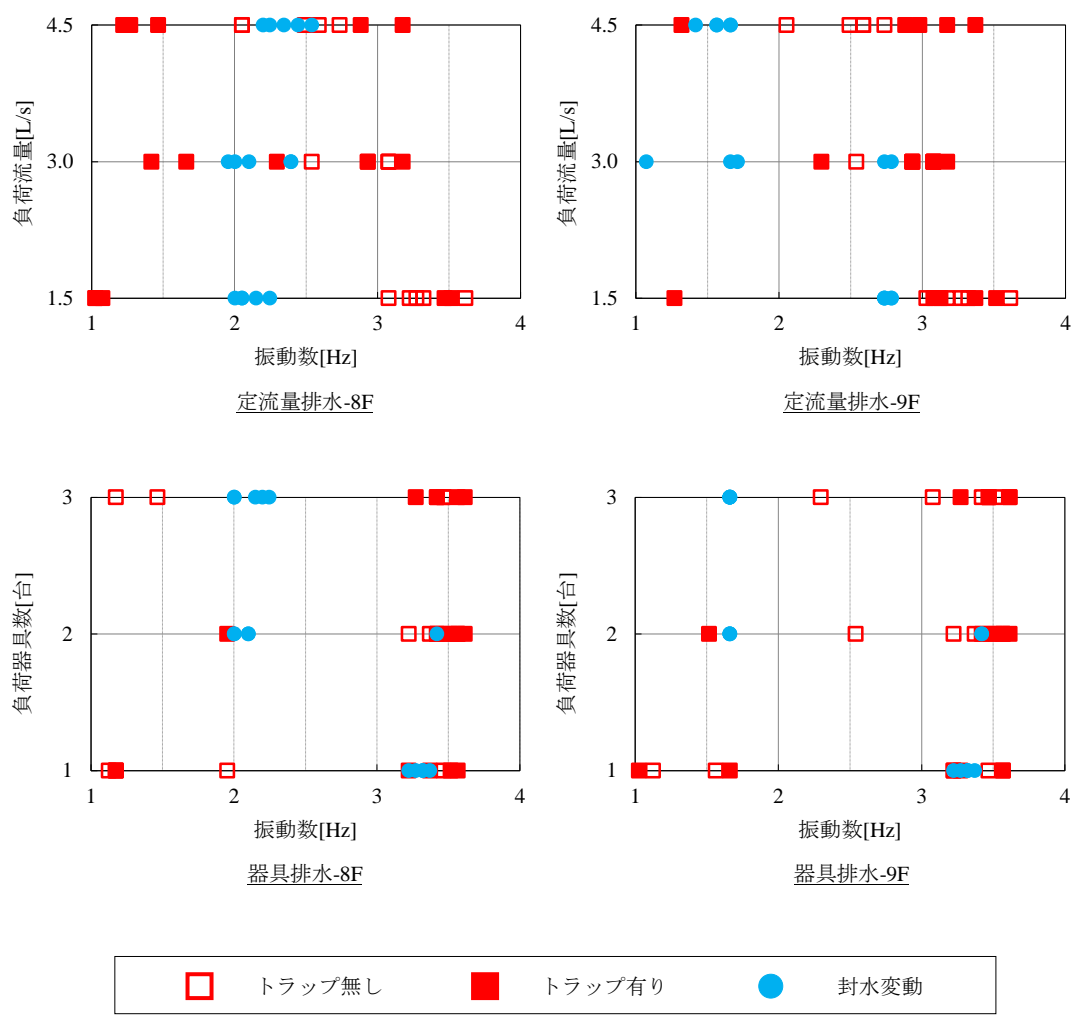 4.5
3.0
1.5
負荷流量[L/s]
1 2 3 4
振動数[Hz]
定流量排水-8F
4.5
3.0
1.5
負荷流量[L/s]
1 2 3 4
振動数[Hz]
定流量排水-9F
3
2
1
負荷器具数[台]
1 2 3 4
振動数[Hz]
器具排水-8F
3
2
1
負荷器具数[台]
1 2 3 4
振動数[Hz]
器具排水-9F
トラップ無し トラップ有り 封水変動